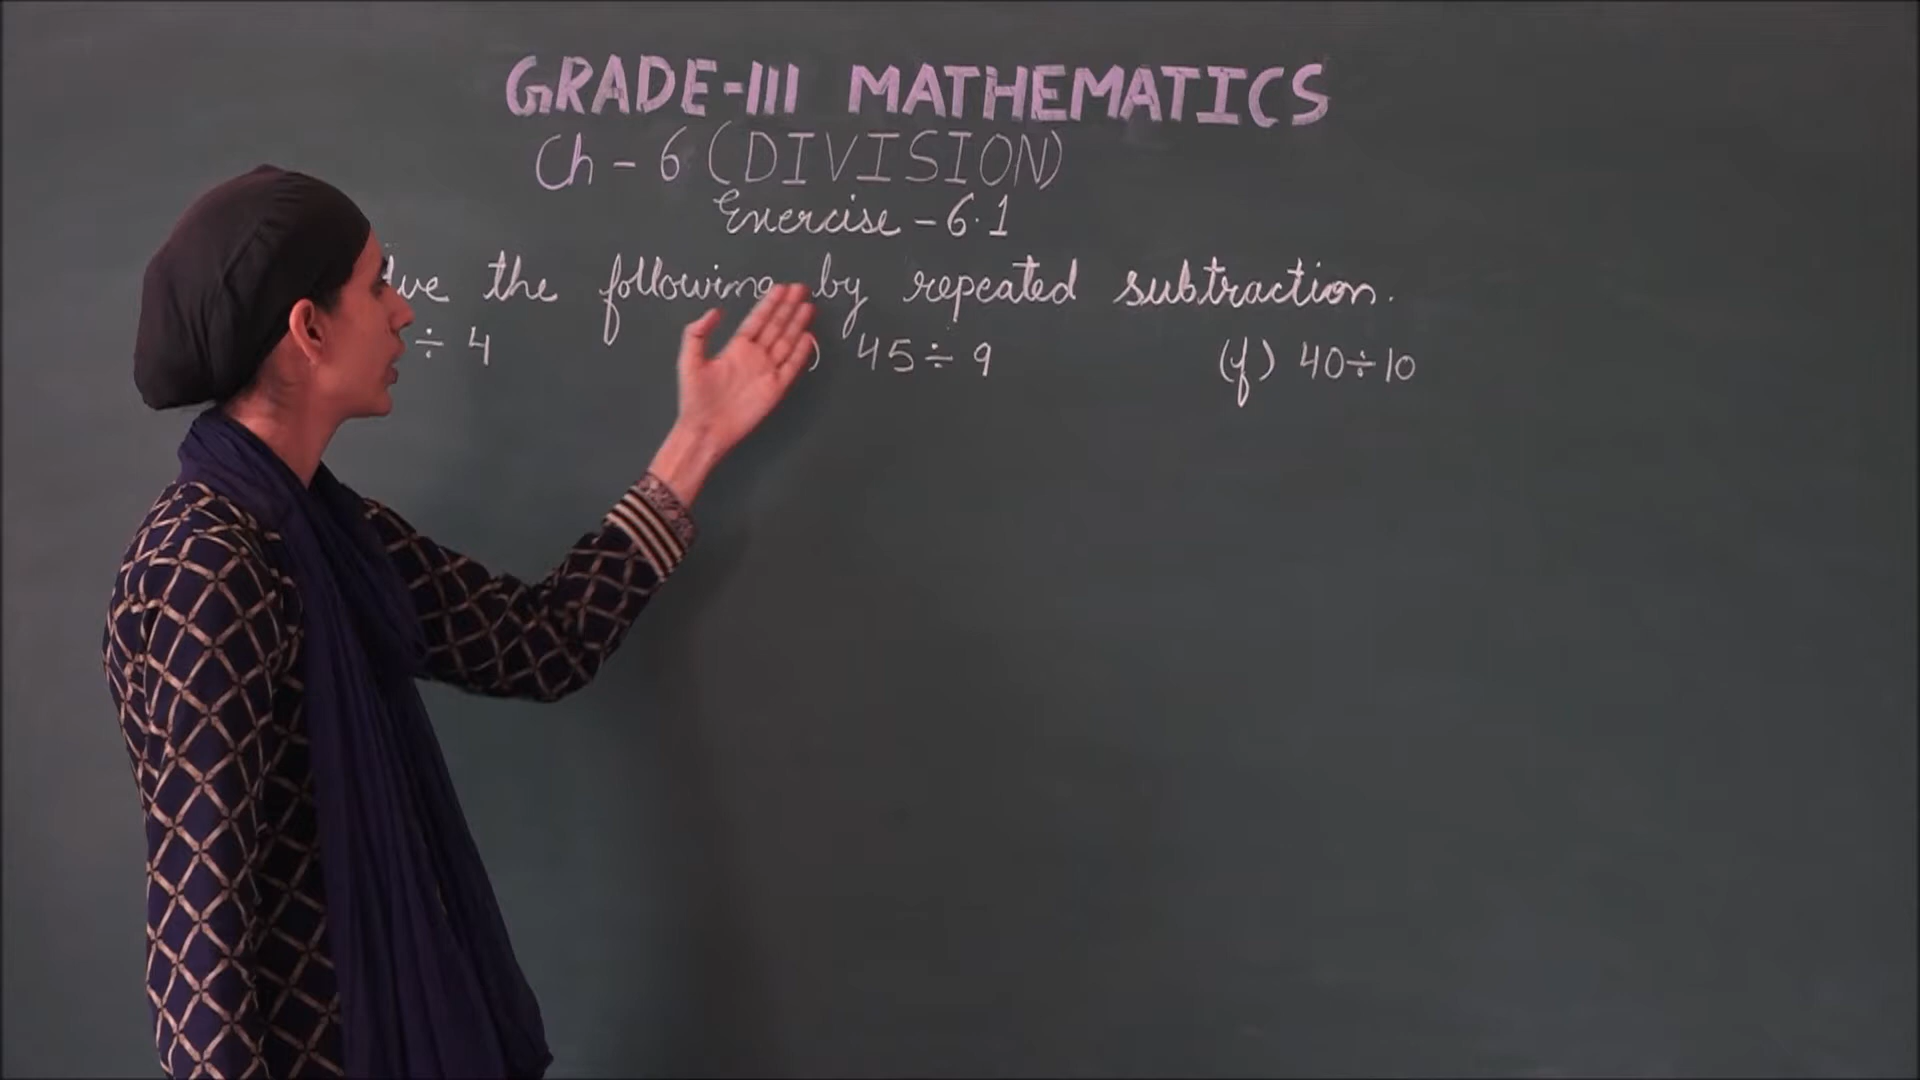 GRADE-III MATHEMATICS
Ch - 6 (DIVISION)
Exercise - 6.1
the following by repeated subtraction.
÷ 4 ) 45 ÷ 9 (f) 40 ÷ 10